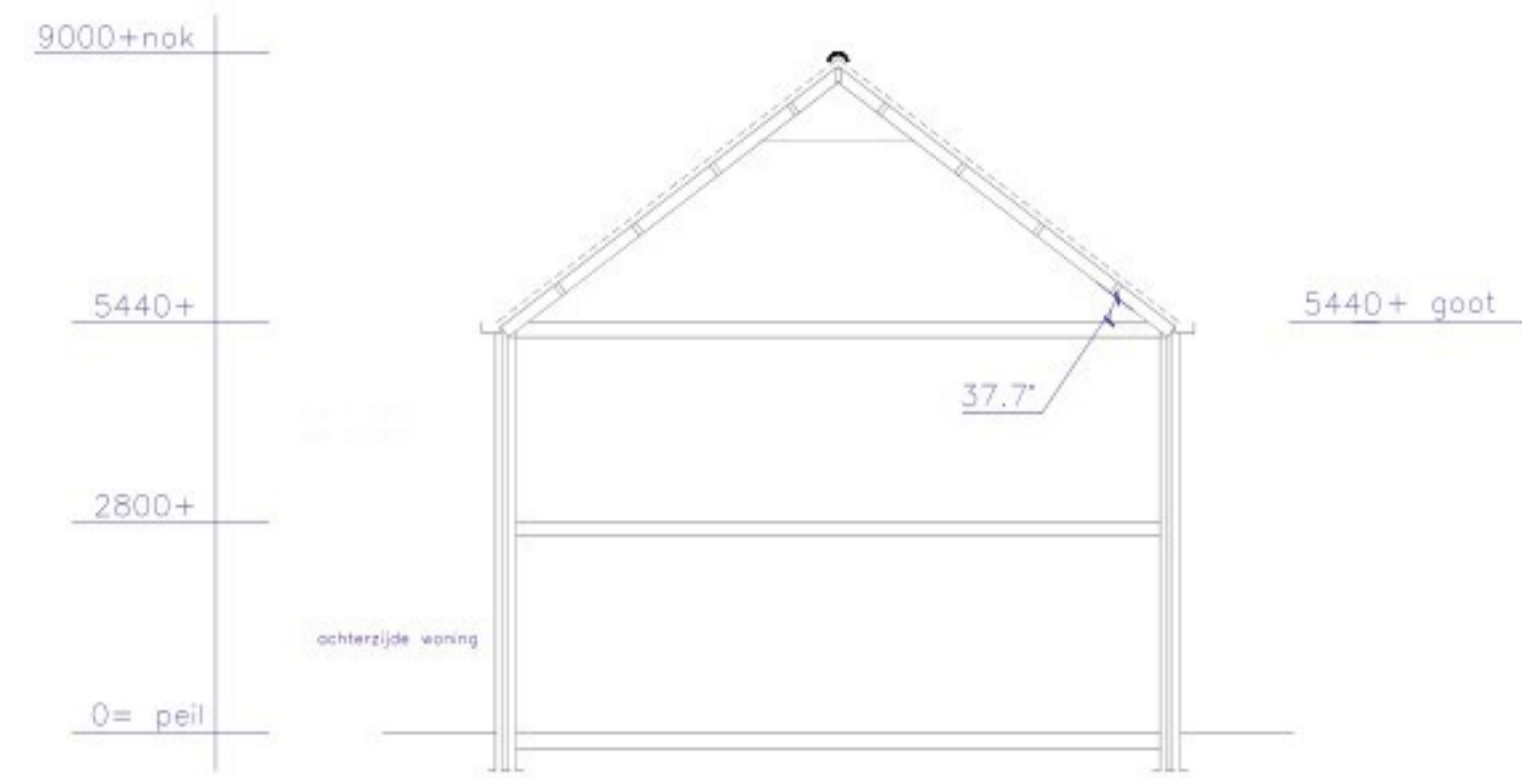 9000+nok
5440+
5440+ goot
37.7°
2800+
achterzijde woning
0= peil